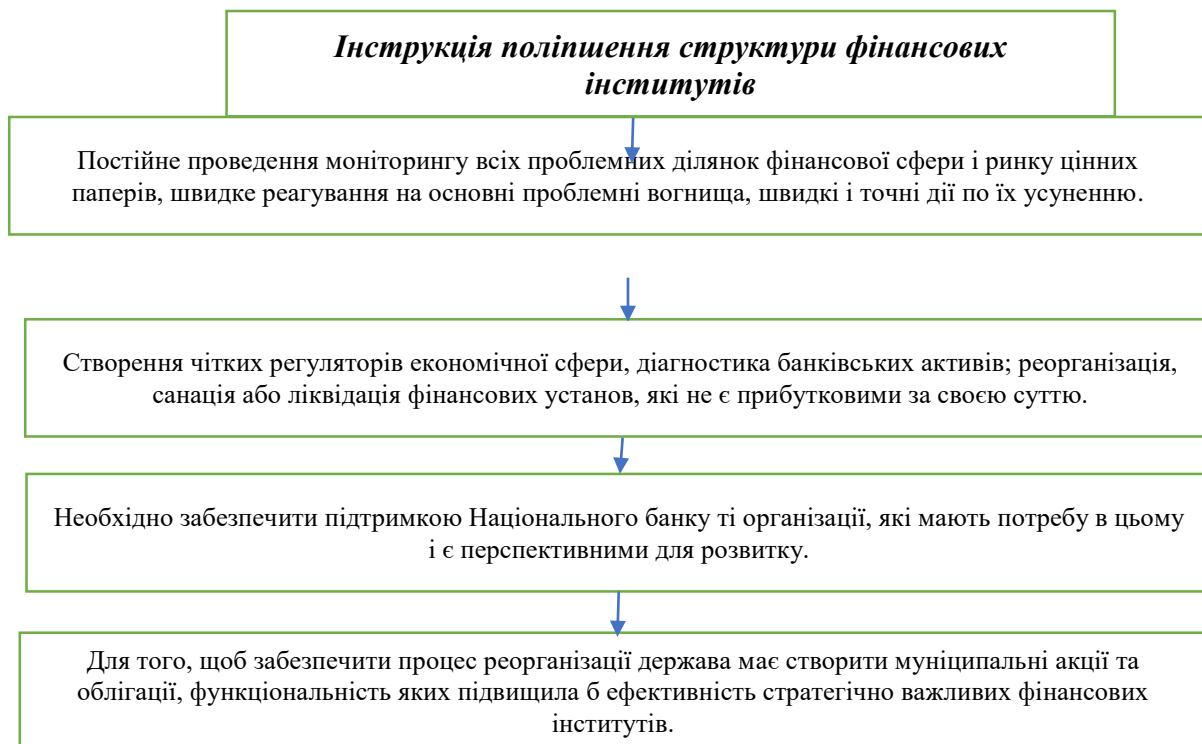 Інструкція поліпшення структури фінансових
інститутів
Постійне проведення моніторингу всіх проблемних ділянок фінансової сфери і ринку цінних
паперів, швидке реагування на основні проблемні вогнища, швидкі і точні дії по їх усуненню.
Створення чітких регуляторів економічної сфери, діагностика банківських активів; реорганізація,
санація або ліквідація фінансових установ, які не є прибутковими за своєю суттю.
Необхідно забезпечити підтримкою Національного банку ті організації, які мають потребу в цьому
і є перспективними для розвитку.
Для того, щоб забезпечити процес реорганізації держава має створити муніципальні акції та
облігації, функціональність яких підвищила б ефективність стратегічно важливих фінансових
інститутів.